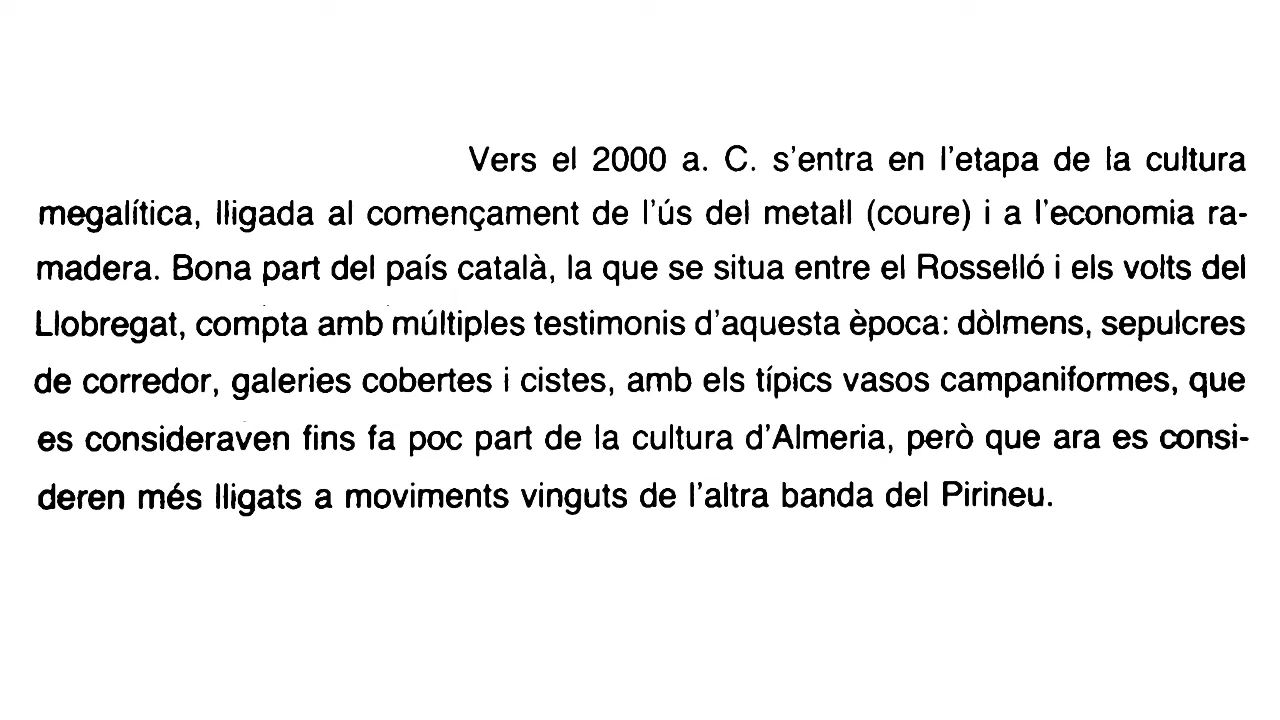 Vers el 2000 a. C. s'entra en l'etapa de la cultura
megalítica, lligada al començament de l'ús del metall (coure) i a l'economia ra-
madera. Bona part del país català, la que se situa entre el Rosselló i els volts del
Llobregat, compta amb múltiples testimonis d'aquesta època: dòlmens, sepulcres
de corredor, galeries cobertes i cistes, amb els típics vasos campaniformes, que
es consideraven fins fa poc part de la cultura d'Almeria, però que ara es consi-
deren més lligats a moviments vinguts de l'altra banda del Pirineu.